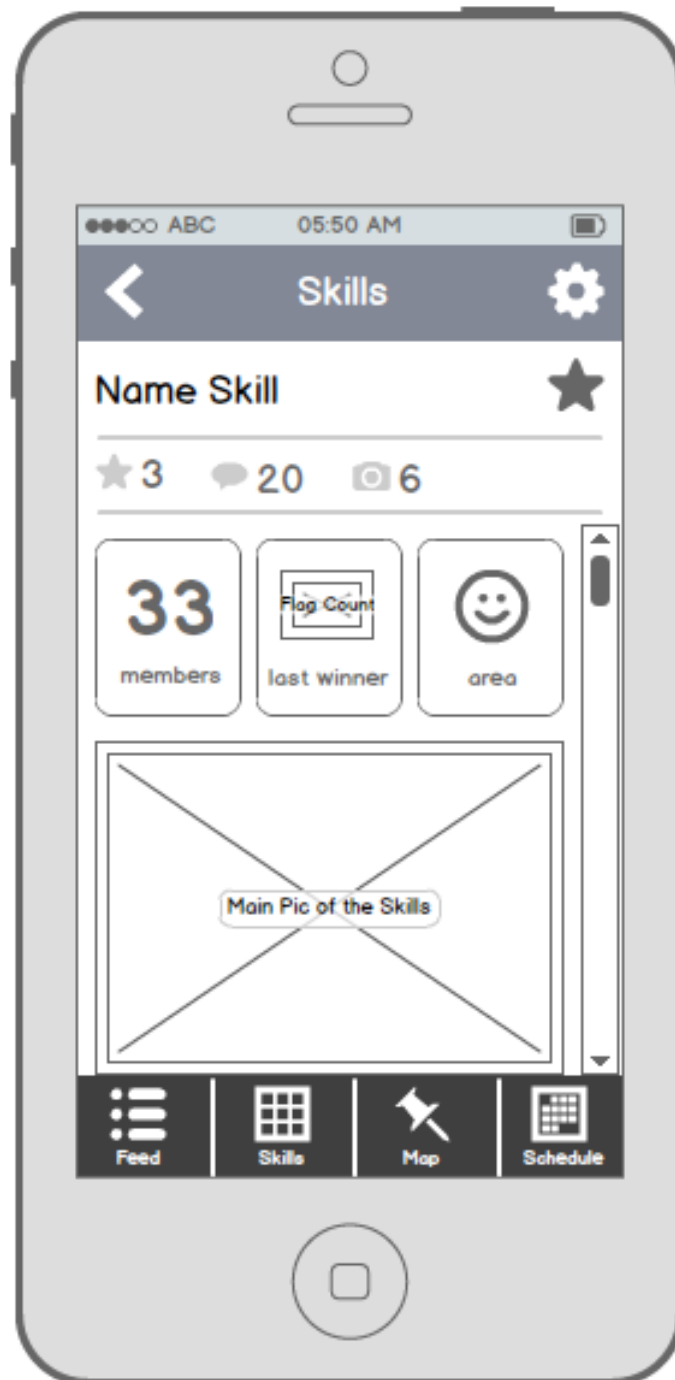 ABC 05:50 AM
Skills
Name Skill
3 20 6
33
members
Flag Count
last winner
area
Main Pic of the Skills
Feed Skills Map Schedule